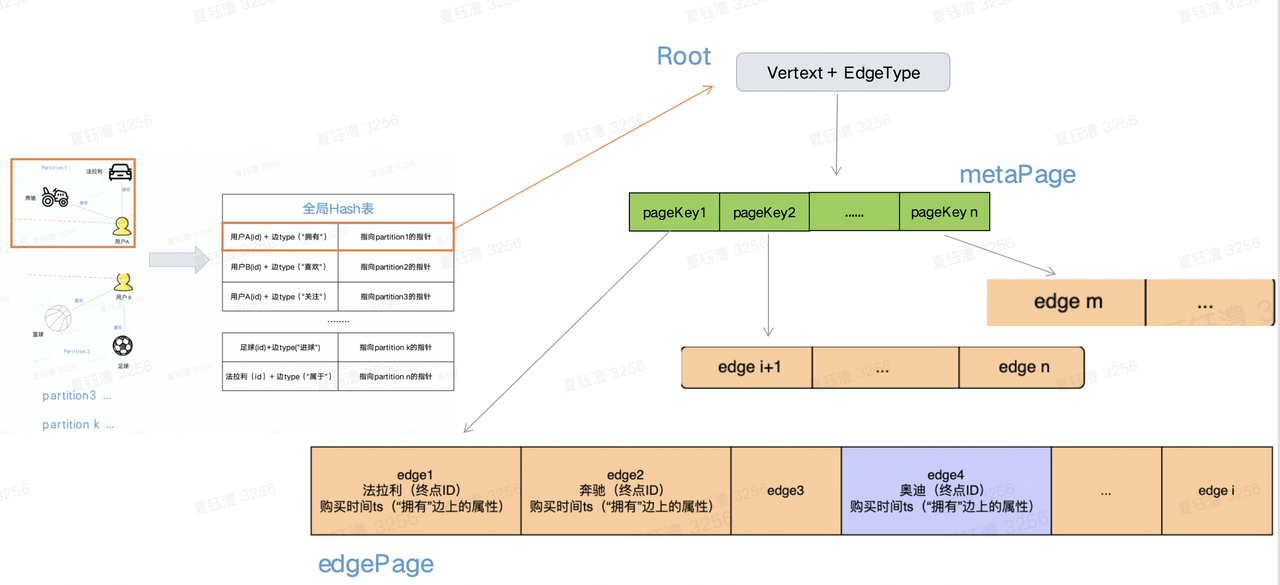 Root
Vertext + EdgeType
metaPage
pageKey1
pageKey2
......
pageKey n
Partition 1
法拉利
拥有
奔驰
拥有
用户A
用户 B
喜欢
篮球
喜欢
足球
Partition 2
partition3 ...
partition k ...
全局Hash表
用户A(id) + 边type（“拥有“）
指向partition1的指针
用户B(id) + 边type（“喜欢”）
指向partition2的指针
用户A(id) + 边type（“关注”）
指向partition3的指针
........
足球(id)+边type("进球")
指向partition k的指针
法拉利（id）+ 边type（“属于”）
指向partition n的指针
edge m
...
edge i+1
...
edge n
edge1
法拉利（终点ID）
购买时间ts（“拥有”边上的属性）
edge2
奔驰（终点ID）
购买时间ts（“拥有”边上的属性）
edge3
edge4
奥迪（终点ID）
购买时间ts（“拥有”边上的属性）
...
edge i
edgePage
夏钰澧 3256